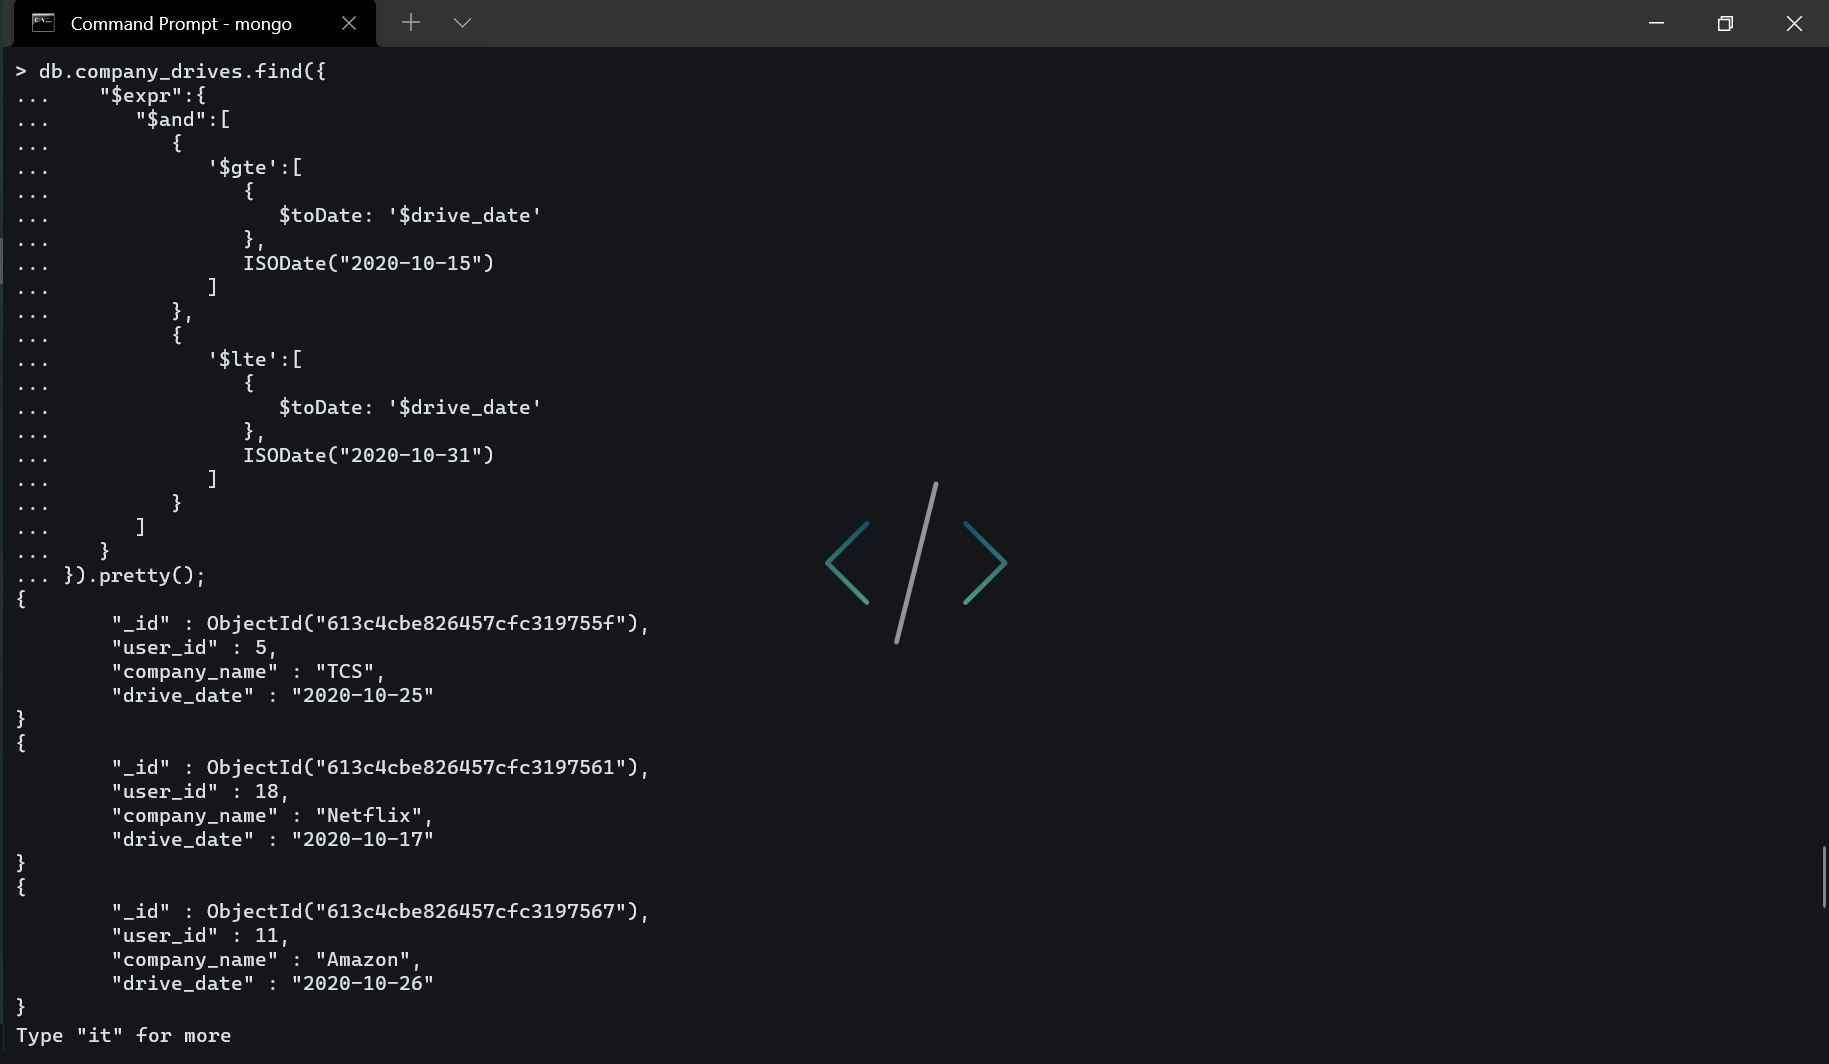 Command Prompt - mongo
> db.company_drives.find({
...    "$expr":{
...       "$and":[
...          {
...             '$gte':[
...                {
...                   $toDate: '$drive_date'
...                },
...                ISODate("2020-10-15")
...             ]
...          },
...          {
...             '$lte':[
...                {
...                   $toDate: '$drive_date'
...                },
...                ISODate("2020-10-31")
...             ]
...          }
...       ]
...    }
... }).pretty();
{
        "_id" : ObjectId("613c4cbe826457cfc319755f"),
        "user_id" : 5,
        "company_name" : "TCS",
        "drive_date" : "2020-10-25"
}
{
        "_id" : ObjectId("613c4cbe826457cfc3197561"),
        "user_id" : 18,
        "company_name" : "Netflix",
        "drive_date" : "2020-10-17"
}
{
        "_id" : ObjectId("613c4cbe826457cfc3197567"),
        "user_id" : 11,
        "company_name" : "Amazon",
        "drive_date" : "2020-10-26"
}
Type "it" for more